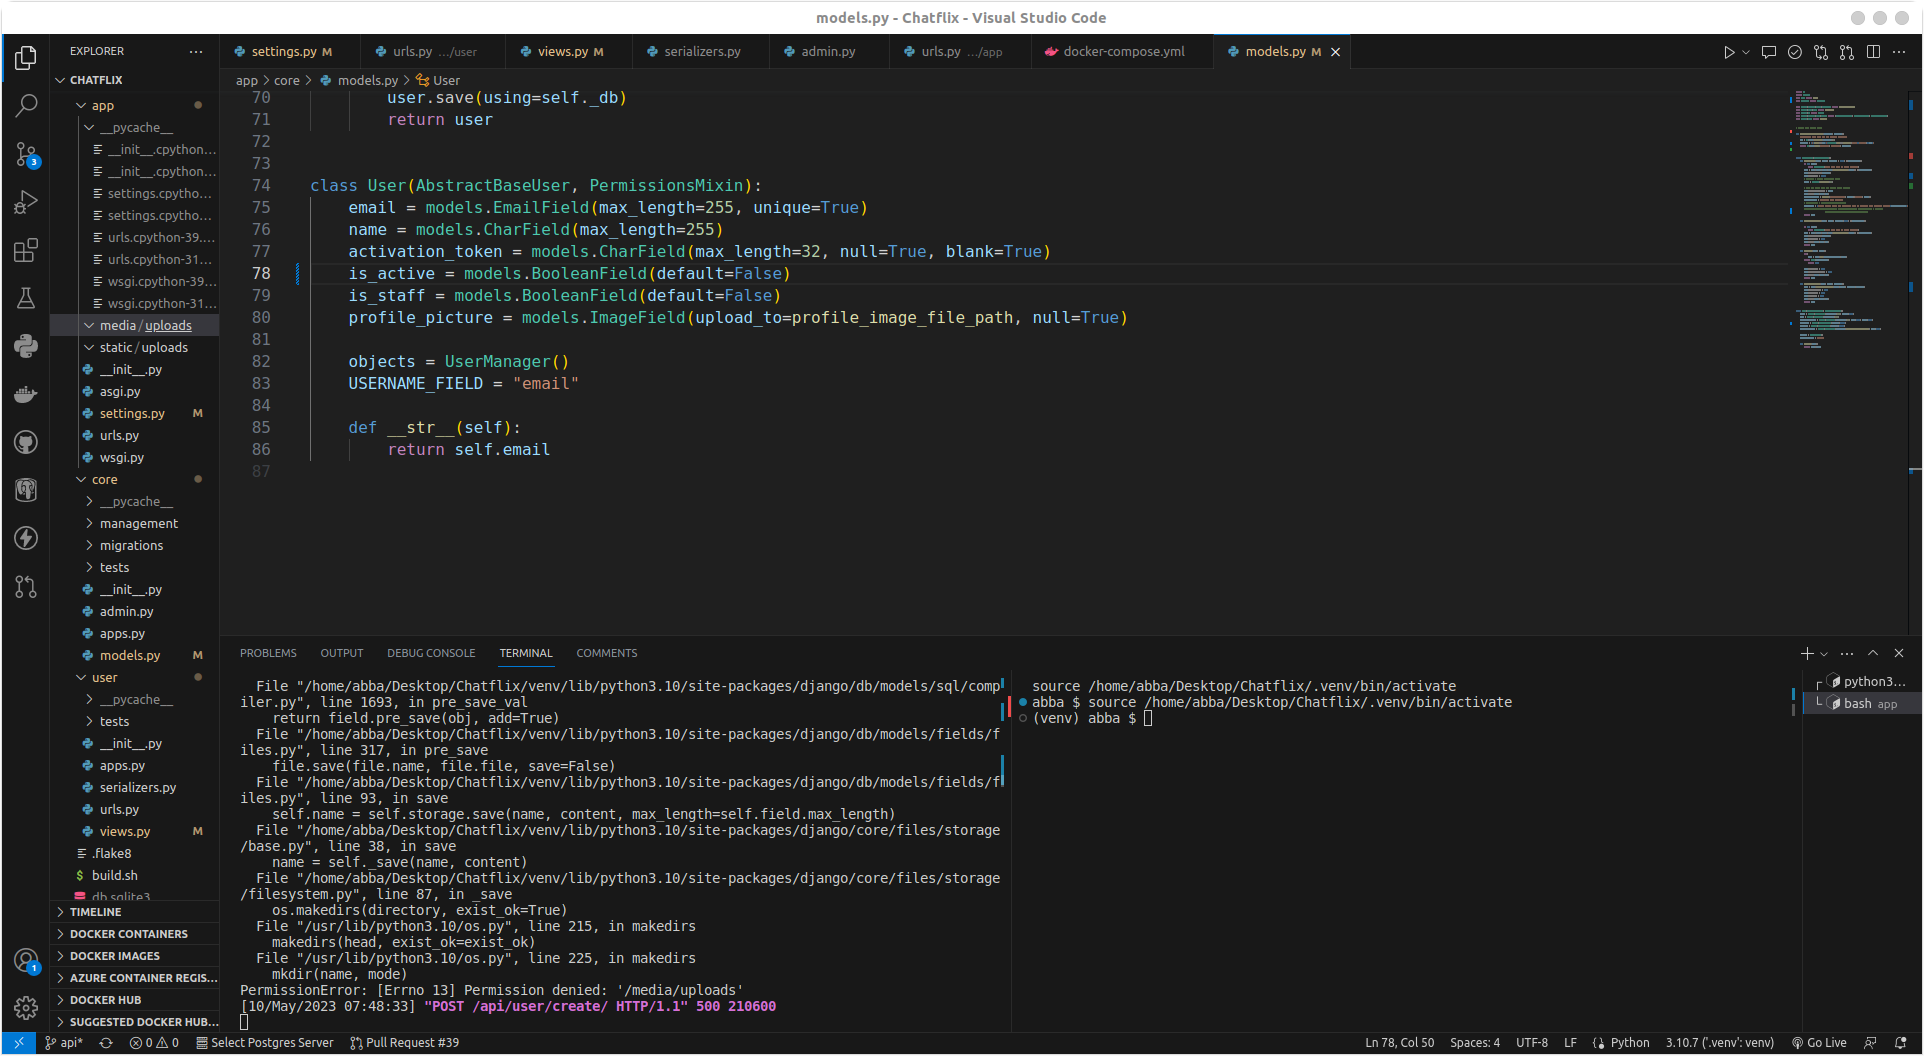 models.py - Chatflix - Visual Studio Code
EXPLORER
settings.py M
urls.py .../user
views.py M
serializers.py
admin.py
urls.py .../app
docker-compose.yml
models.py M
CHATFLIX
app > core > models.py > User
app
__pycache__
__init__.cpython...
__init__.cpython...
settings.cpytho...
settings.cpytho...
urls.cpython-39....
urls.cpython-31...
wsgi.cpython-39...
wsgi.cpython-31...
media/uploads
static/uploads
__init__.py
asgi.py
settings.py M
urls.py
wsgi.py
core
__pycache__
management
migrations
tests
__init__.py
admin.py
apps.py
models.py M
user
__pycache__
tests
__init__.py
apps.py
serializers.py
urls.py
views.py M
.flake8
build.sh
db.sqlite3
TIMELINE
DOCKER CONTAINERS
DOCKER IMAGES
AZURE CONTAINER REGIS...
DOCKER HUB
SUGGESTED DOCKER HUB...
3
1
70 user.save(using=self._db)
71 return user
72
73
74 class User(AbstractBaseUser, PermissionsMixin):
75 email = models.EmailField(max_length=255, unique=True)
76 name = models.CharField(max_length=255)
77 activation_token = models.CharField(max_length=32, null=True, blank=True)
78 is_active = models.BooleanField(default=False)
79 is_staff = models.BooleanField(default=False)
80 profile_picture = models.ImageField(upload_to=profile_image_file_path, null=True)
81
82 objects = UserManager()
83 USERNAME_FIELD = "email"
84
85 def __str__(self):
86 return self.email
87
PROBLEMS OUTPUT DEBUG CONSOLE TERMINAL COMMENTS
File "/home/abba/Desktop/Chatflix/venv/lib/python3.10/site-packages/django/db/models/sql/comp
iler.py", line 1693, in pre_save_val
return field.pre_save(obj, add=True)
File "/home/abba/Desktop/Chatflix/venv/lib/python3.10/site-packages/django/db/models/fields/f
iles.py", line 317, in pre_save
file.save(file.name, file.file, save=False)
File "/home/abba/Desktop/Chatflix/venv/lib/python3.10/site-packages/django/db/models/fields/f
iles.py", line 93, in save
self.name = self.storage.save(name, content, max_length=self.field.max_length)
File "/home/abba/Desktop/Chatflix/venv/lib/python3.10/site-packages/django/core/files/storage
/base.py", line 38, in save
name = self._save(name, content)
File "/home/abba/Desktop/Chatflix/venv/lib/python3.10/site-packages/django/core/files/storage
/filesystem.py", line 87, in _save
os.makedirs(directory, exist_ok=True)
File "/usr/lib/python3.10/os.py", line 215, in makedirs
makedirs(head, exist_ok=exist_ok)
File "/usr/lib/python3.10/os.py", line 225, in makedirs
mkdir(name, mode)
PermissionError: [Errno 13] Permission denied: '/media/uploads'
[10/May/2023 07:48:33] "POST /api/user/create/ HTTP/1.1" 500 210600
source /home/abba/Desktop/Chatflix/.venv/bin/activate
abba $ source /home/abba/Desktop/Chatflix/.venv/bin/activate
(venv) abba $
python3...
bash app
api* 0 0 Select Postgres Server Pull Request #39
Ln 78, Col 50 Spaces: 4 UTF-8 LF Python 3.10.7 ('.venv': venv) Go Live